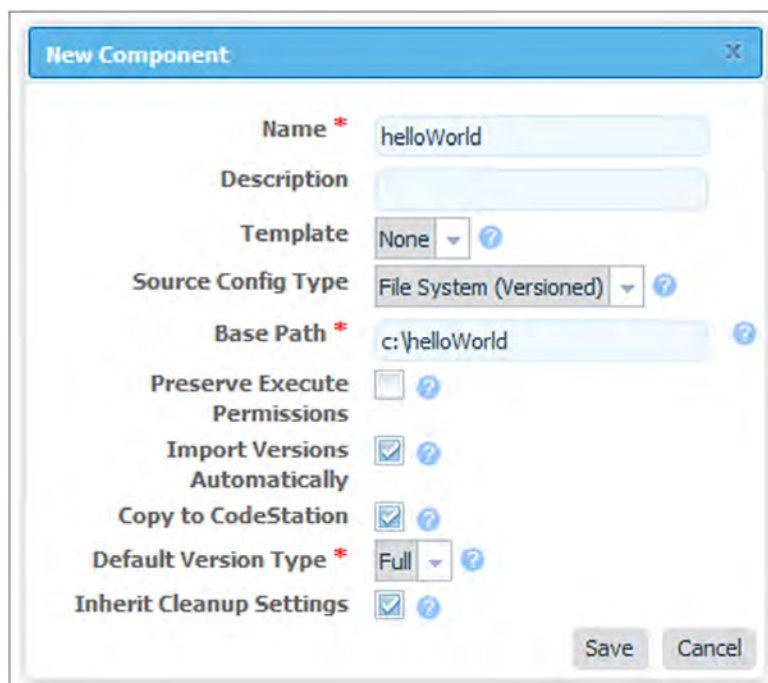 New Component
Name * helloWorld
Description
Template None
Source Config Type File System (Versioned)
Base Path * c:\helloWorld
Preserve Execute
Permissions
Import Versions
Automatically
Copy to CodeStation
Default Version Type * Full
Inherit Cleanup Settings
Save Cancel